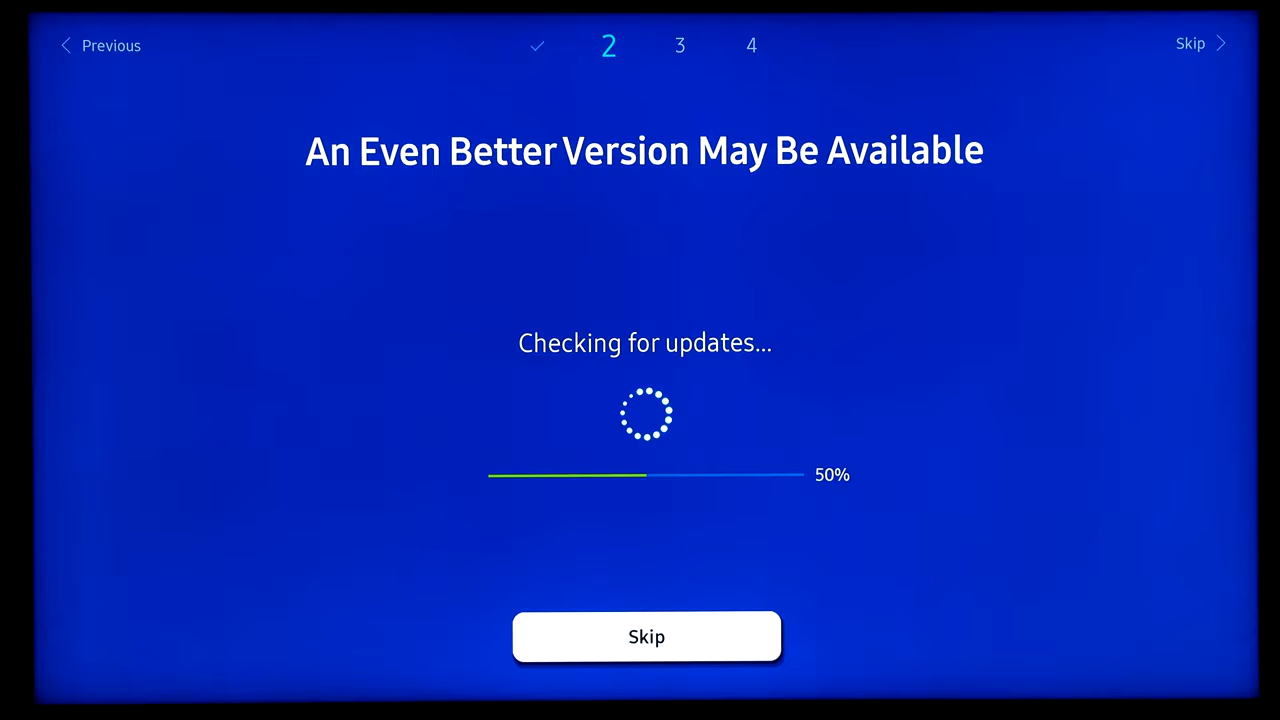 Previous
2
3
4
Skip
An Even Better Version May Be Available
Checking for updates...
50%
Skip